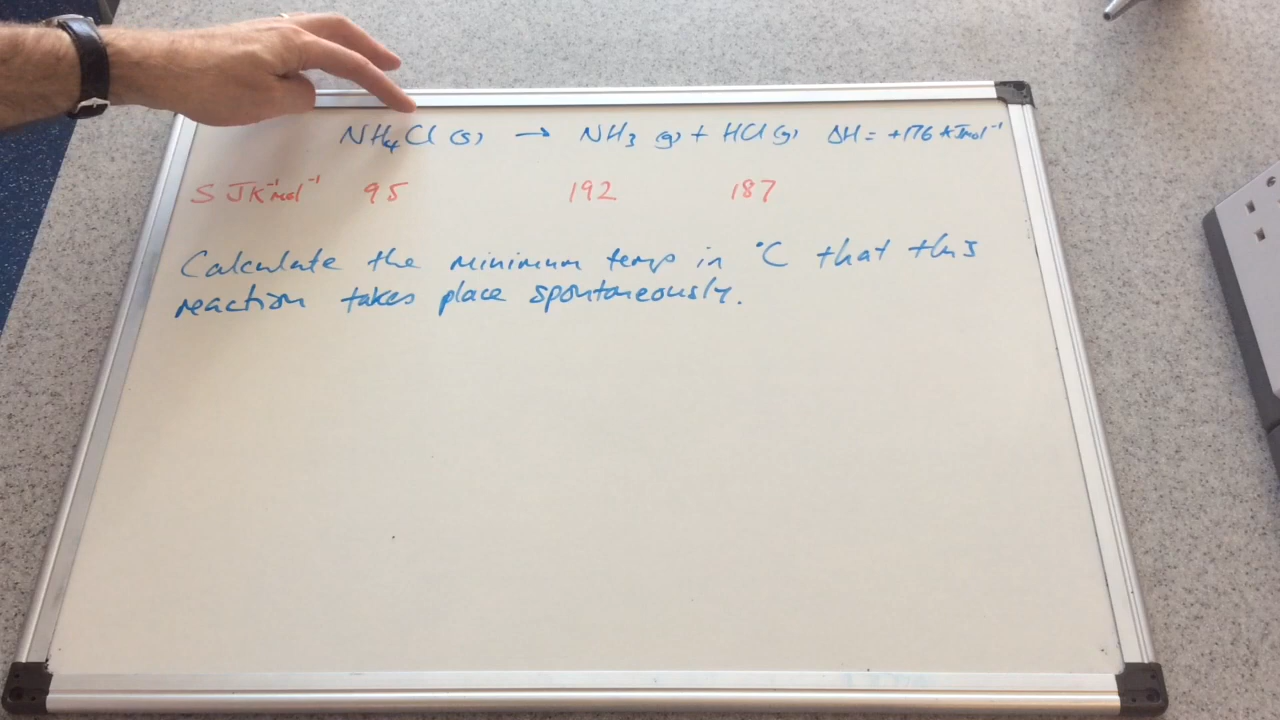 NH₄Cl (s) → NH₃ (g) + HCl (g) ΔH = +176 kJmol⁻¹
S JK⁻¹mol⁻¹ 95 192 187
Calculate the minimum temp in °C that this
reaction takes place spontaneously.